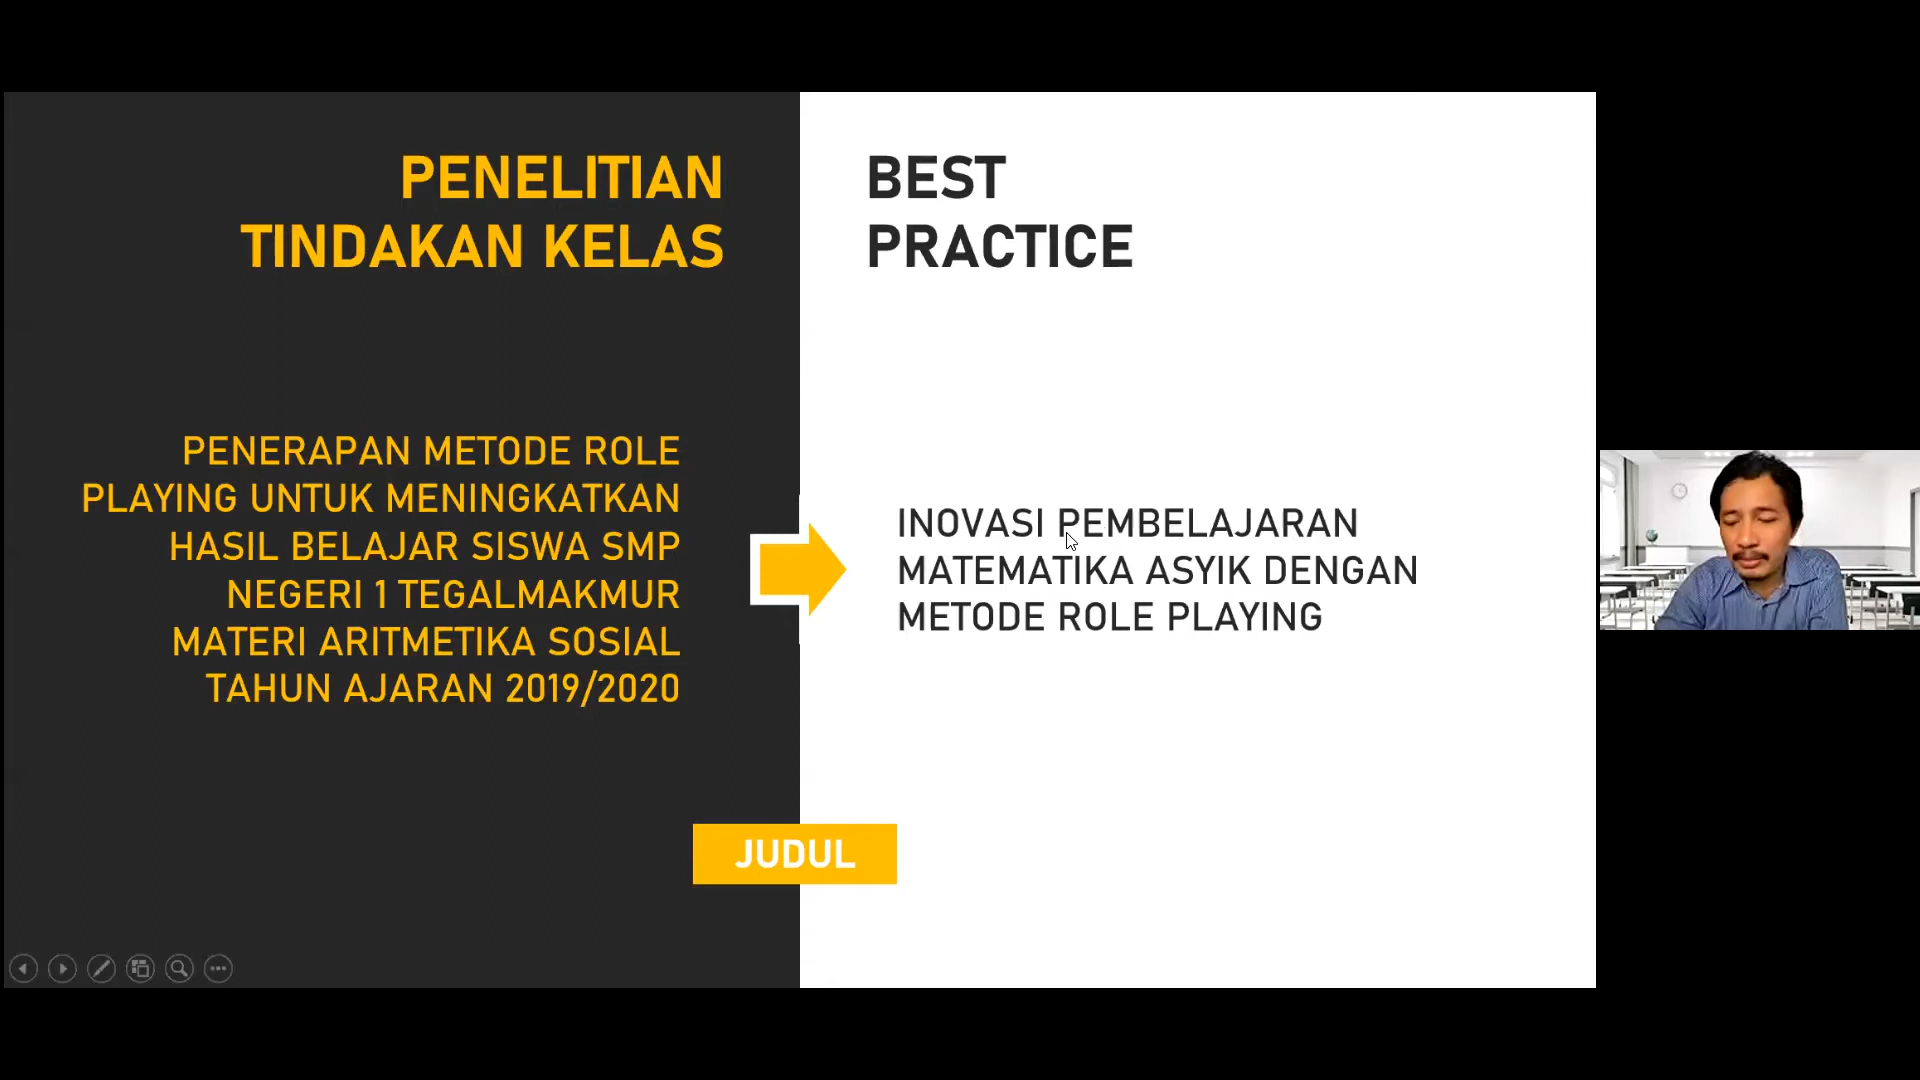 PENELITIAN
TINDAKAN KELAS
PENERAPAN METODE ROLE
PLAYING UNTUK MENINGKATKAN
HASIL BELAJAR SISWA SMP
NEGERI 1 TEGALMAKMUR
MATERI ARITMETIKA SOSIAL
TAHUN AJARAN 2019/2020
BEST
PRACTICE
INOVASI PEMBELAJARAN
MATEMATIKA ASYIK DENGAN
METODE ROLE PLAYING
JUDUL